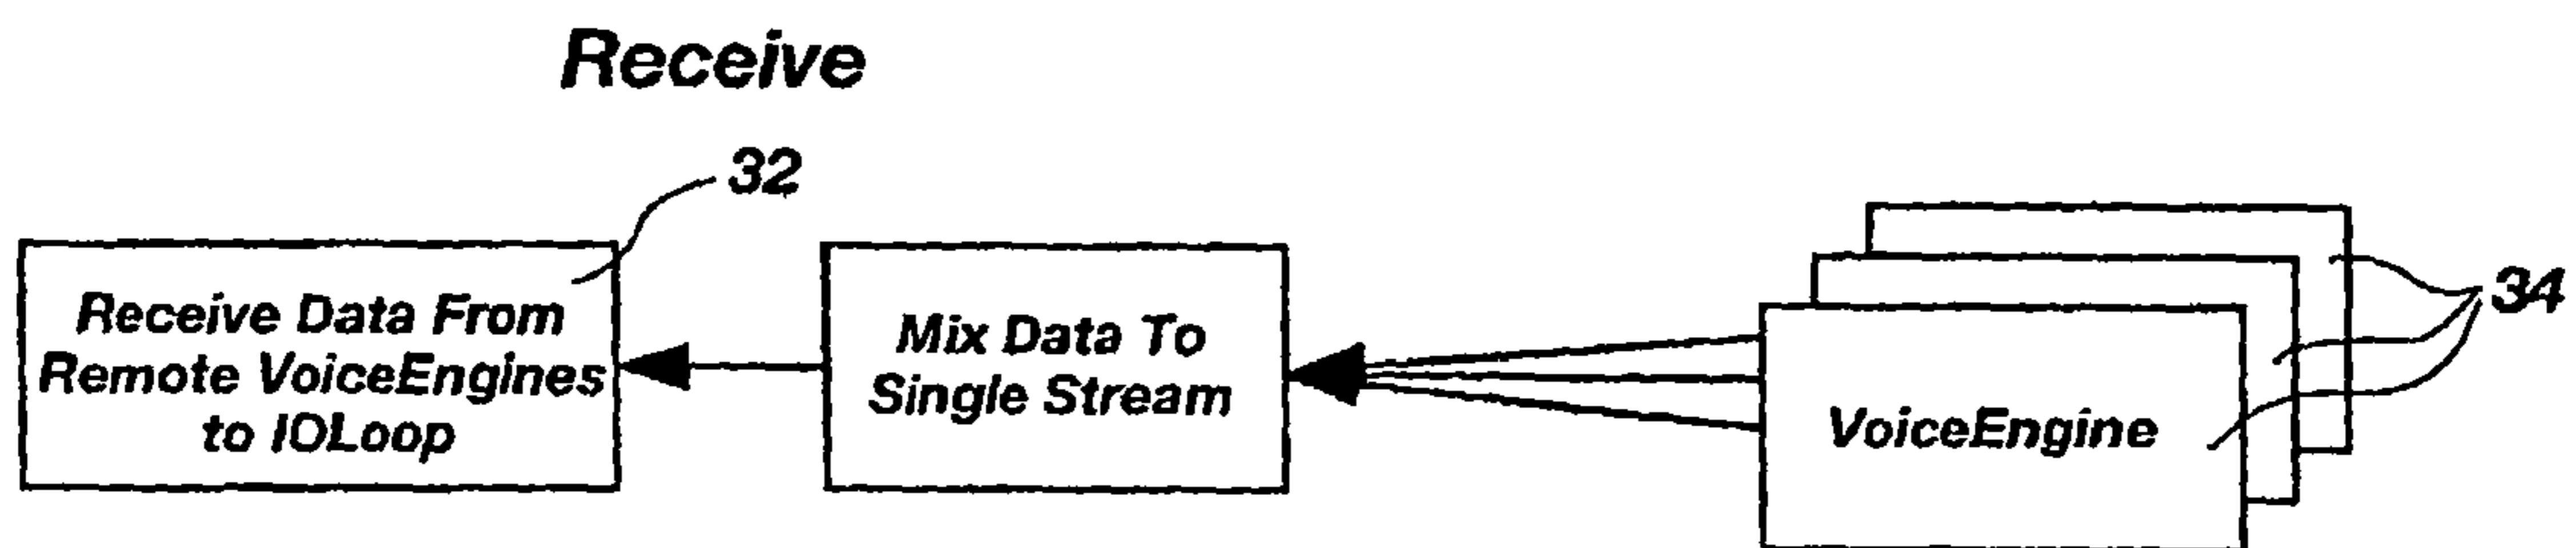 Receive
32
Receive Data From
Remote VoiceEngines
to IOLoop
Mix Data To
Single Stream
VoiceEngine
34